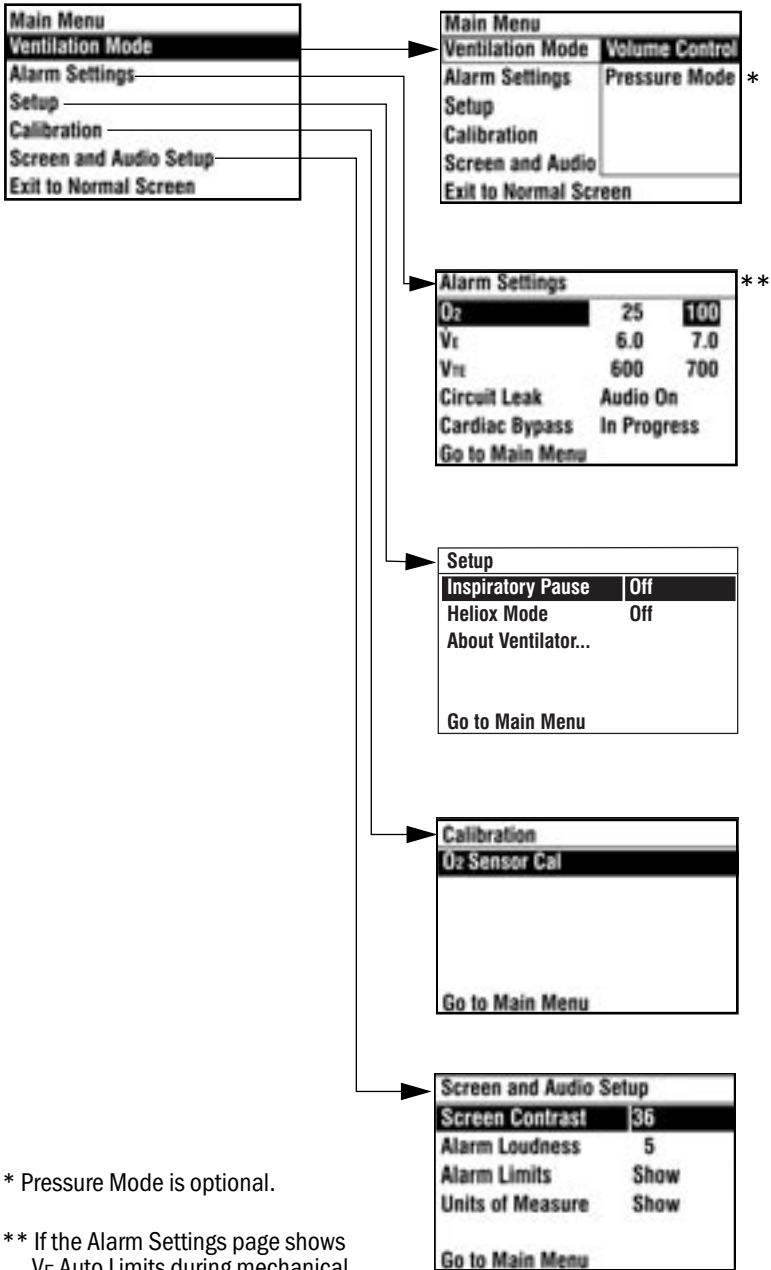 Main Menu
Ventilation Mode
Alarm Settings
Setup
Calibration
Screen and Audio Setup
Exit to Normal Screen
Main Menu
Ventilation Mode Volume Control
Alarm Settings Pressure Mode *
Setup
Calibration
Screen and Audio
Exit to Normal Screen
Alarm Settings **
O2 25 100
V̇E 6.0 7.0
VTE 600 700
Circuit Leak Audio On
Cardiac Bypass In Progress
Go to Main Menu
Setup
Inspiratory Pause Off
Heliox Mode Off
About Ventilator...
Go to Main Menu
Calibration
O2 Sensor Cal
Go to Main Menu
Screen and Audio Setup
Screen Contrast 36
Alarm Loudness 5
Alarm Limits Show
Units of Measure Show
Go to Main Menu
* Pressure Mode is optional.
** If the Alarm Settings page shows
VE Auto Limits during mechanical